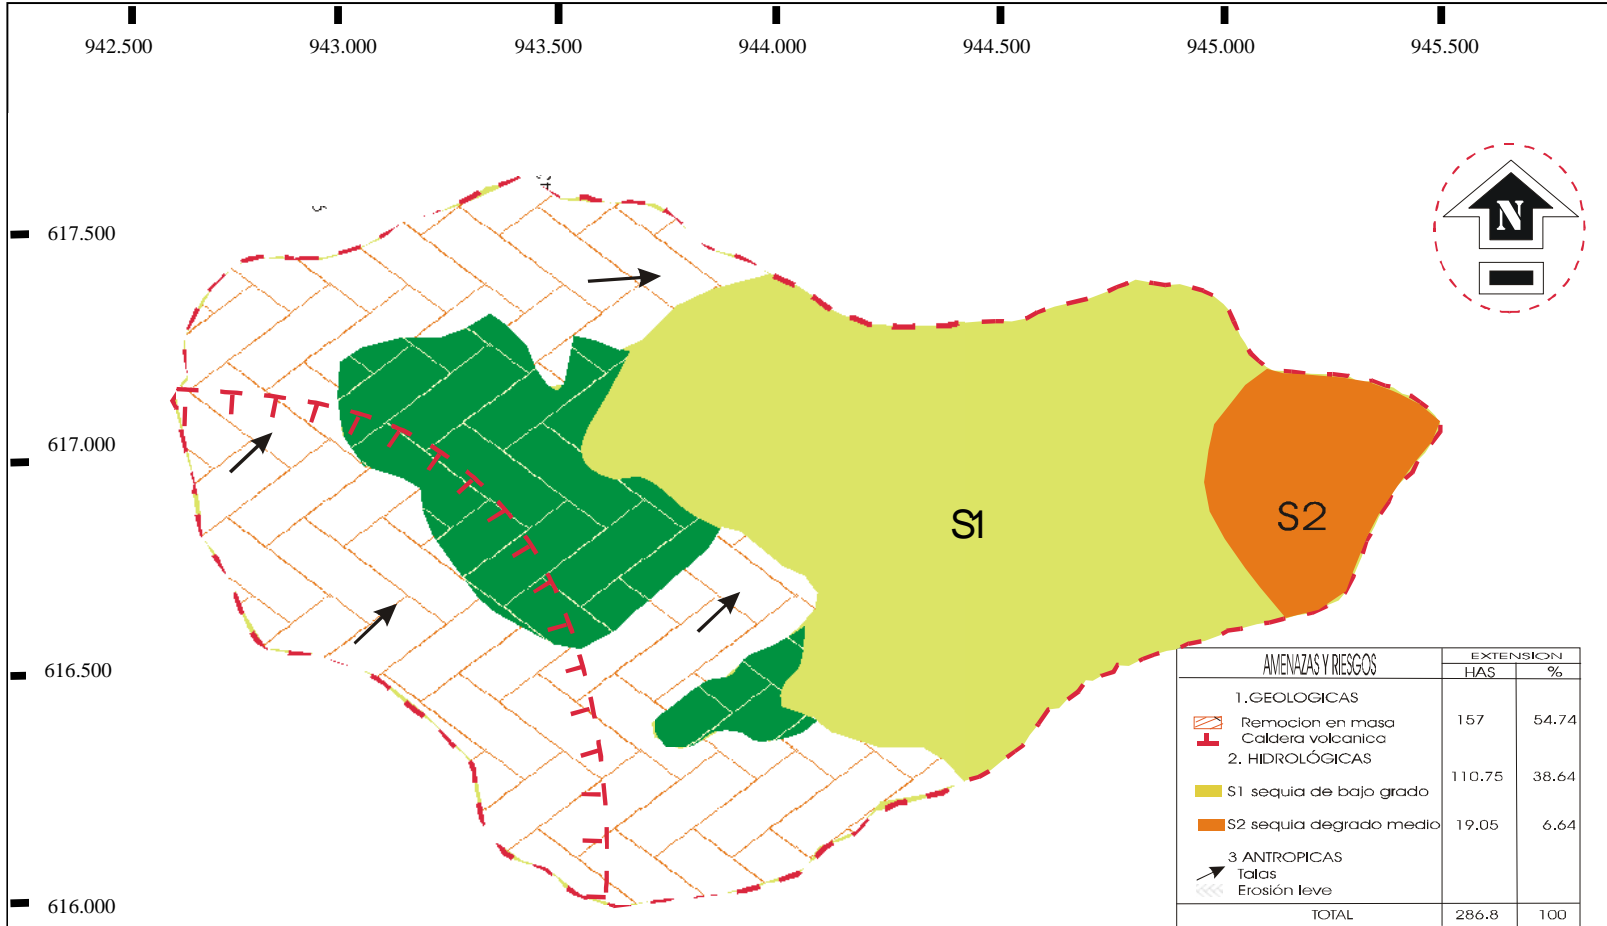 942.500 943.000 943.500 944.000 944.500 945.000 945.500
617.500
N
617.000
S1
S2
616.500
616.000
AMENAZAS Y RIESGOS EXTENSION
HAS %
1.GEOLOGICAS
Remocion en masa 157 54.74
Caldera volcanica
2. HIDROLÓGICAS
110.75 38.64
S1 sequia de bajo grado
S2 sequia degrado medio 19.05 6.64
3 ANTROPICAS
Talas
Erosión leve
TOTAL 286.8 100